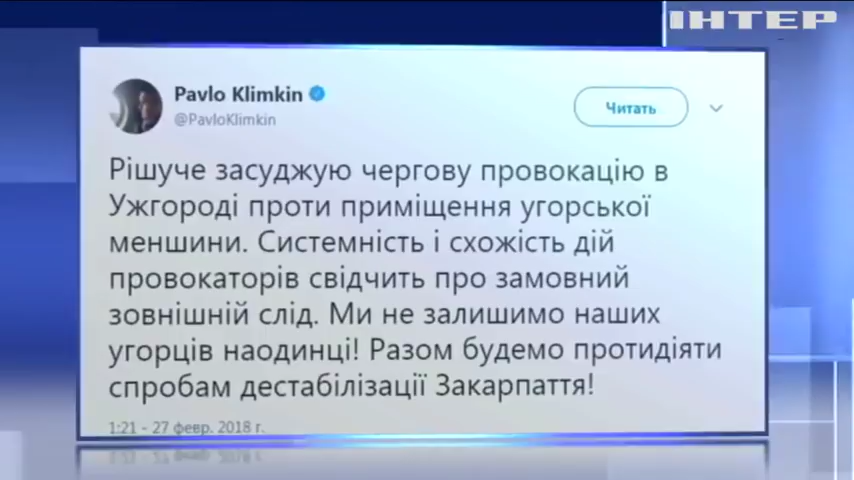 ІНТЕР
Pavlo Klimkin
@PavloKlimkin
Читать
Рішуче засуджую чергову провокацію в
Ужгороді проти приміщення угорської
меншини. Системність і схожість дій
провокаторів свідчить про замовний
зовнішній слід. Ми не залишимо наших
угорців наодинці! Разом будемо протидіяти
спробам дестабілізації Закарпаття!
1:21 - 27 февр. 2018 г.